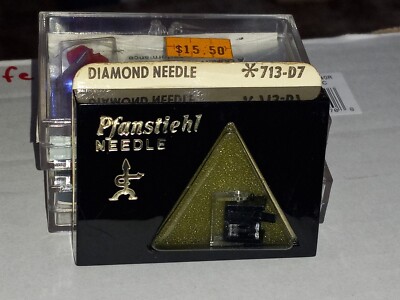 $15.50
DIAMOND NEEDLE *713-D7
Pfanstiehl
NEEDLE